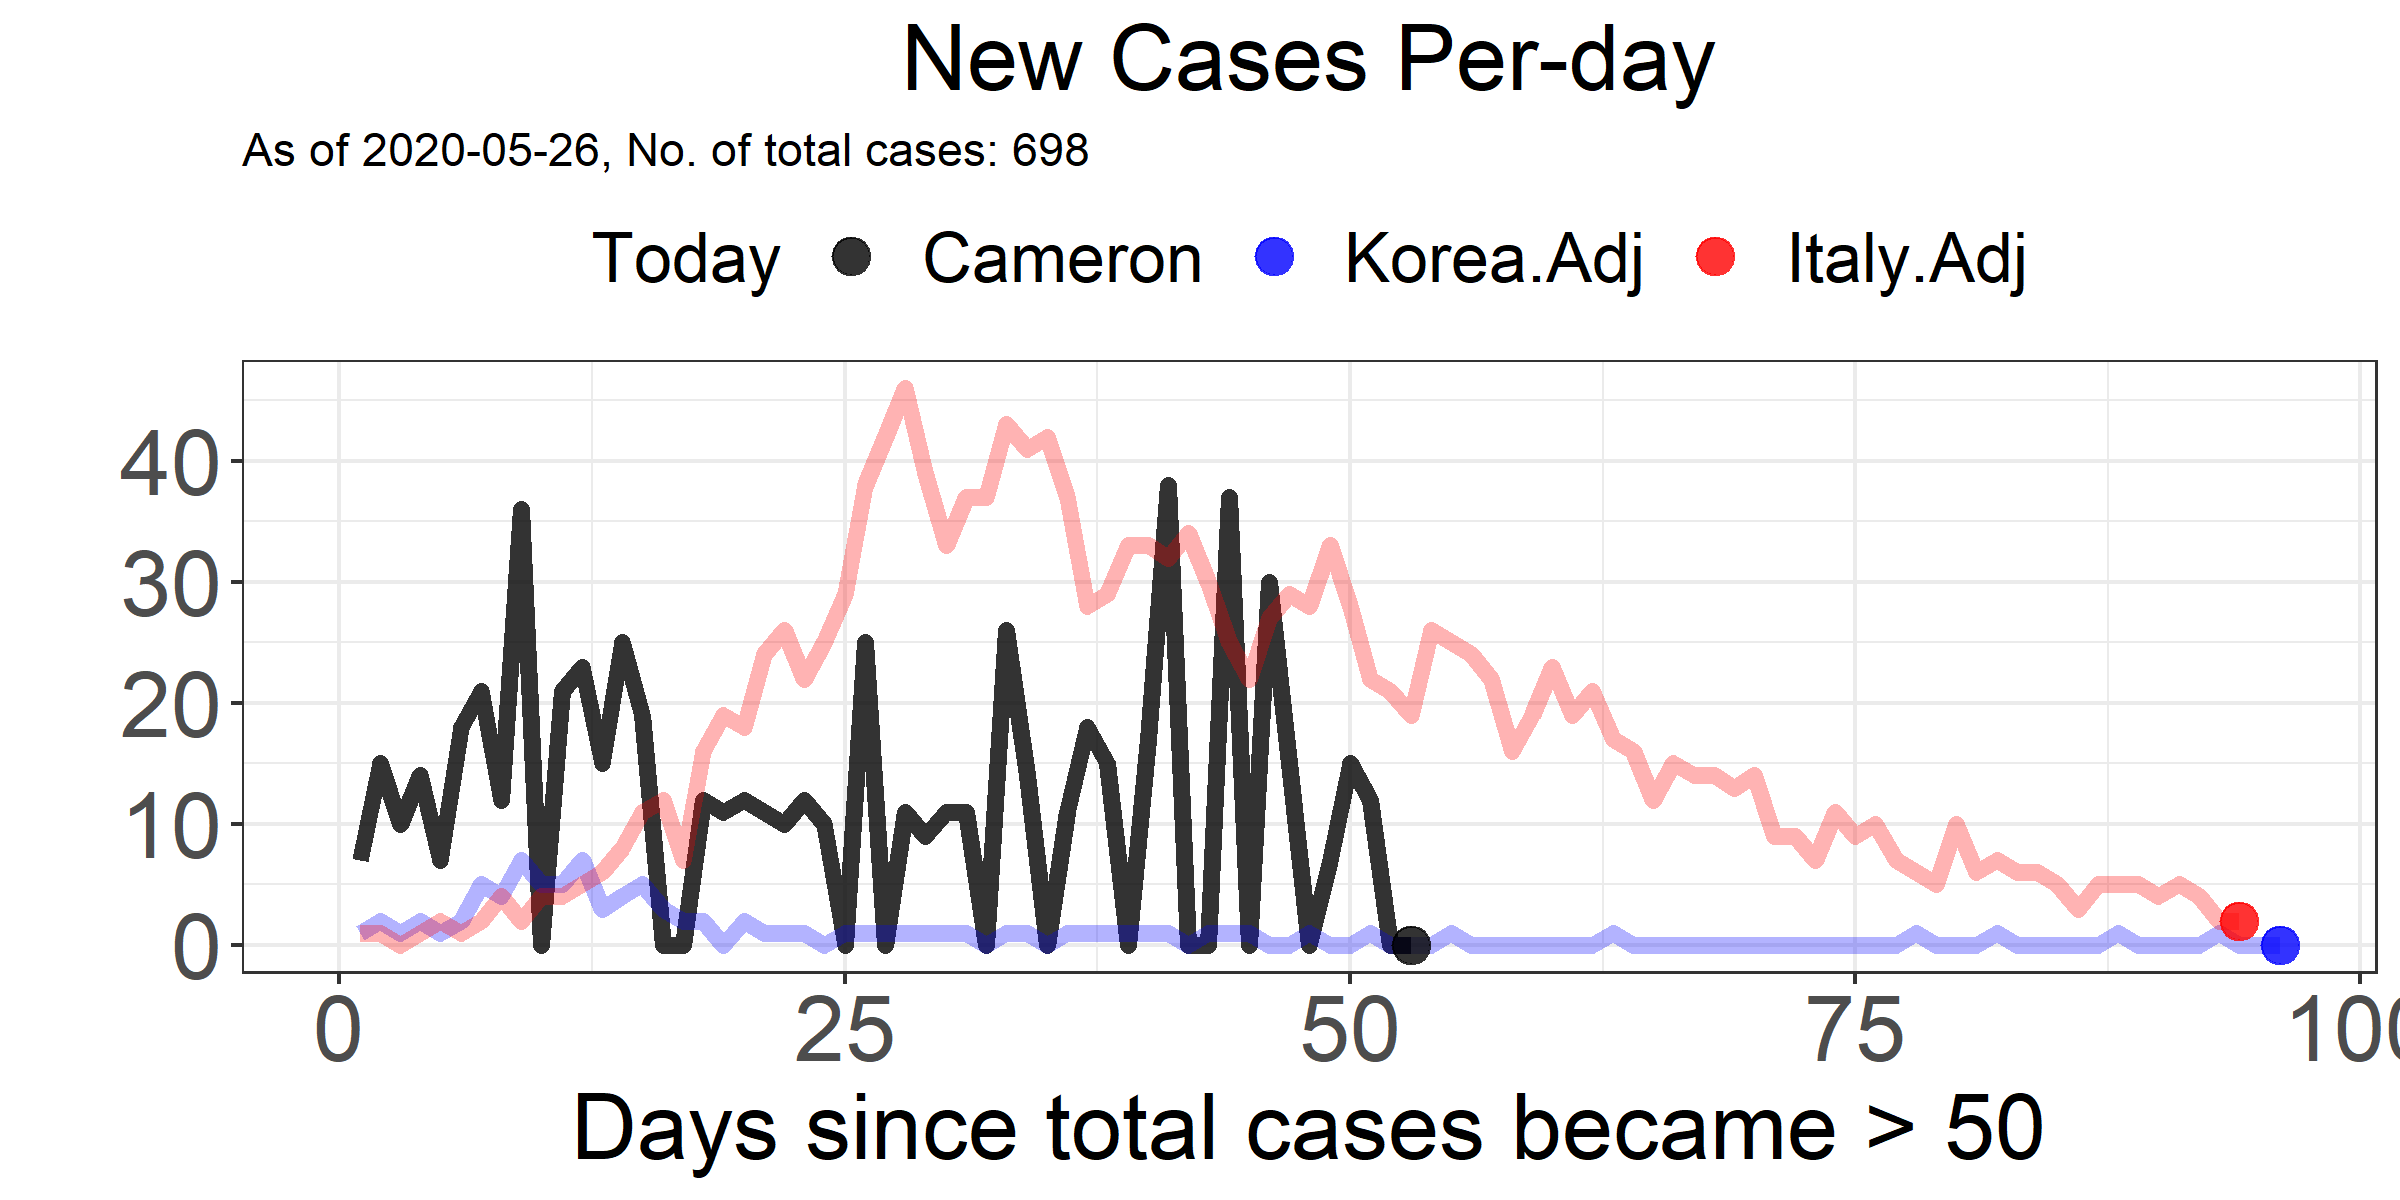 New Cases Per-day
As of 2020-05-26, No. of total cases: 698
Today Cameron Korea.Adj Italy.Adj
40
30
20
10
0
0 25 50 75 100
Days since total cases became > 50